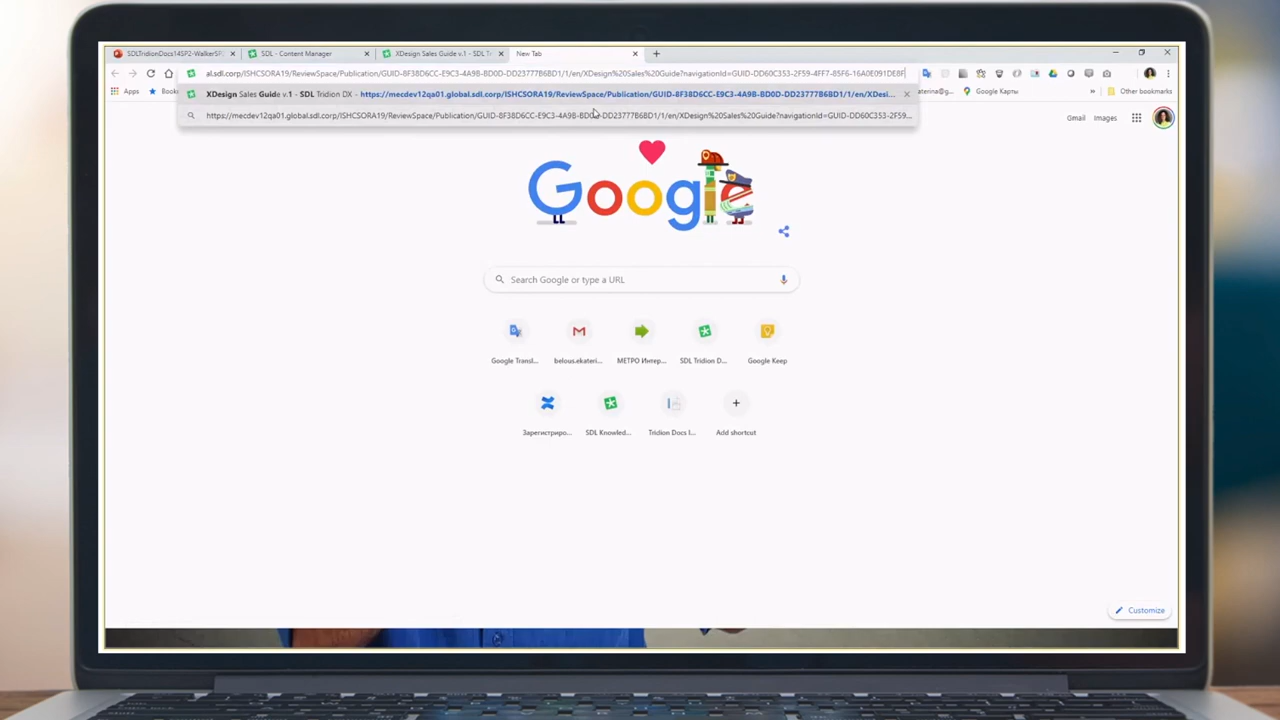 SDLTridionDocs14SP2-WalkerSP
SDL - Content Manager
XDesign Sales Guide v.1 - SDL T
New Tab
al.sdl.corp/ISHCSORA19/ReviewSpace/Publication/GUID-8F38D6CC-E9C3-4A9B-BD0D-DD23777B6BD1/1/en/XDesign%20Sales%20Guide?navigationId=GUID-DD60C353-2F59-4FF7-85F6-16A0E091DEBF
Apps
Book
XDesign Sales Guide v.1 - SDL Tridion DX - https://mecdev12qa01.global.sdl.corp/ISHCSORA19/ReviewSpace/Publication/GUID-8F38D6CC-E9C3-4A9B-BD0D-DD23777B6BD1/1/en/XDesi...
aterina@g...
Google Карты
Other bookmarks
https://mecdev12qa01.global.sdl.corp/ISHCSORA19/ReviewSpace/Publication/GUID-8F38D6CC-E9C3-4A9B-BD0D-DD23777B6BD1/1/en/XDesign%20Sales%20Guide?navigationId=GUID-DD60C353-2F59...
Gmail
Images
Google
Search Google or type a URL
Google Transl...
belous.ekateri...
МЕТРО Интер...
SDL Tridion D...
Google Keep
Зарегистриро...
SDL Knowled...
Tridion Docs I...
Add shortcut
Customize